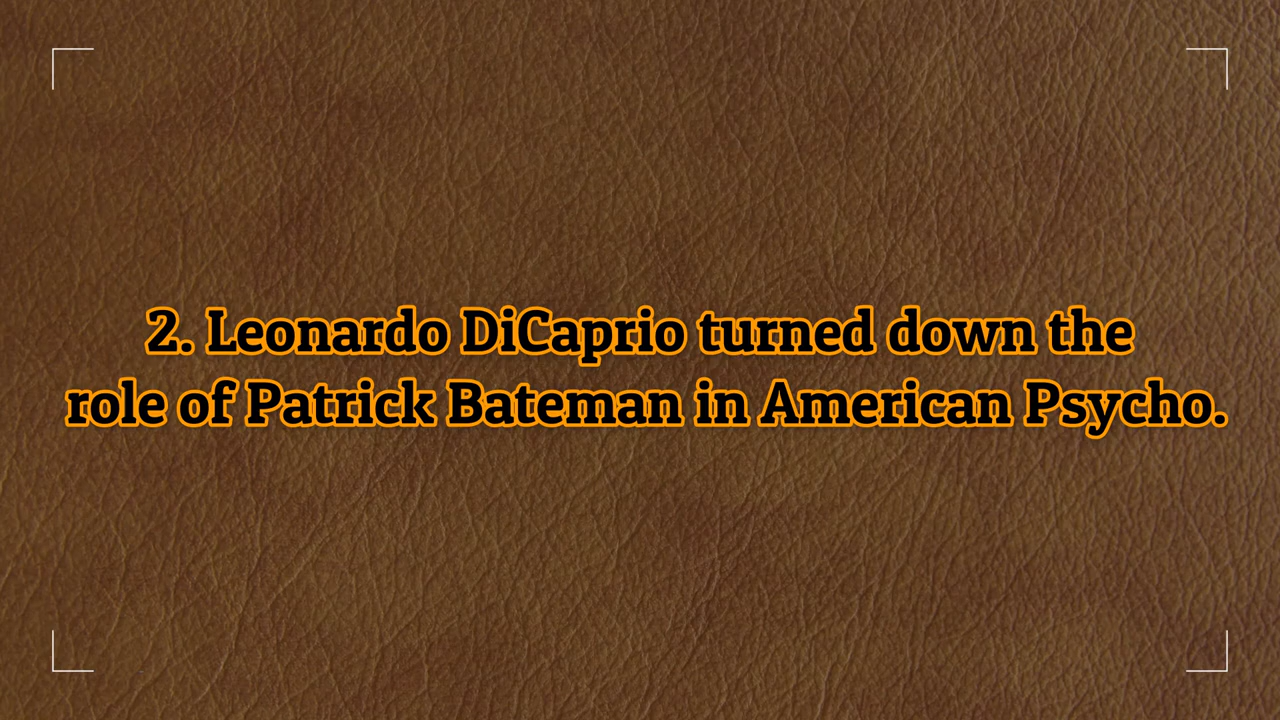 2. Leonardo DiCaprio turned down the
role of Patrick Bateman in American Psycho.